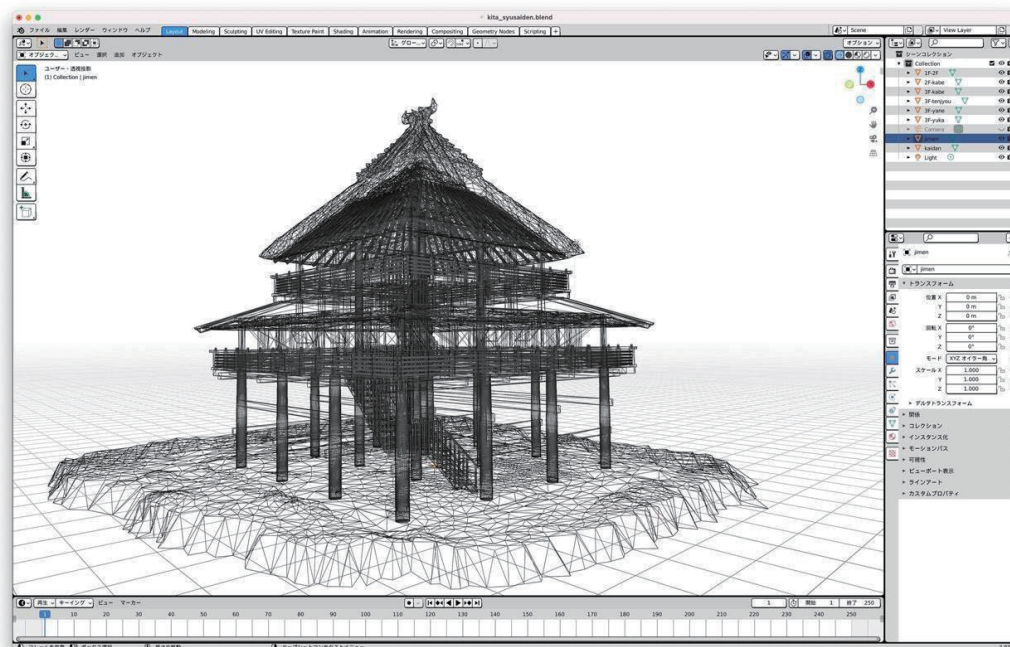 kita_syusaiden.blend
ファイル 編集 レンダー ウィンドウ ヘルプ Layout Modeling Sculpting UV Editing Texture Paint Shading Animation Rendering Compositing Geometry Nodes Scripting + Scene View Layer
グロー… オプション
オブジェク… ビュー 選択 追加 オブジェクト
ユーザー・透視投影
(1) Collection | jimen
シーンコレクション
Collection
1F-2F
2F-kabe
3F-kabe
3F-tenjyou
3F-yane
3F-yuka
Camera
jimen
kaidan
Light
jimen
jimen
トランスフォーム
位置 X 0 m
Y 0 m
Z 0 m
回転 X 0°
Y 0°
Z 0°
モード XYZ オイラー角
スケール X 1.000
Y 1.000
Z 1.000
デルタトランスフォーム
関係
コレクション
インスタンス化
モーションパス
可視性
ビューポート表示
ラインアート
カスタムプロパティ
再生 キーイング ビュー マーカー 1 開始 1 終了 250
1 10 20 30 40 50 60 70 80 90 100 110 120 130 140 150 160 170 180 190 200 210 220 230 240 250